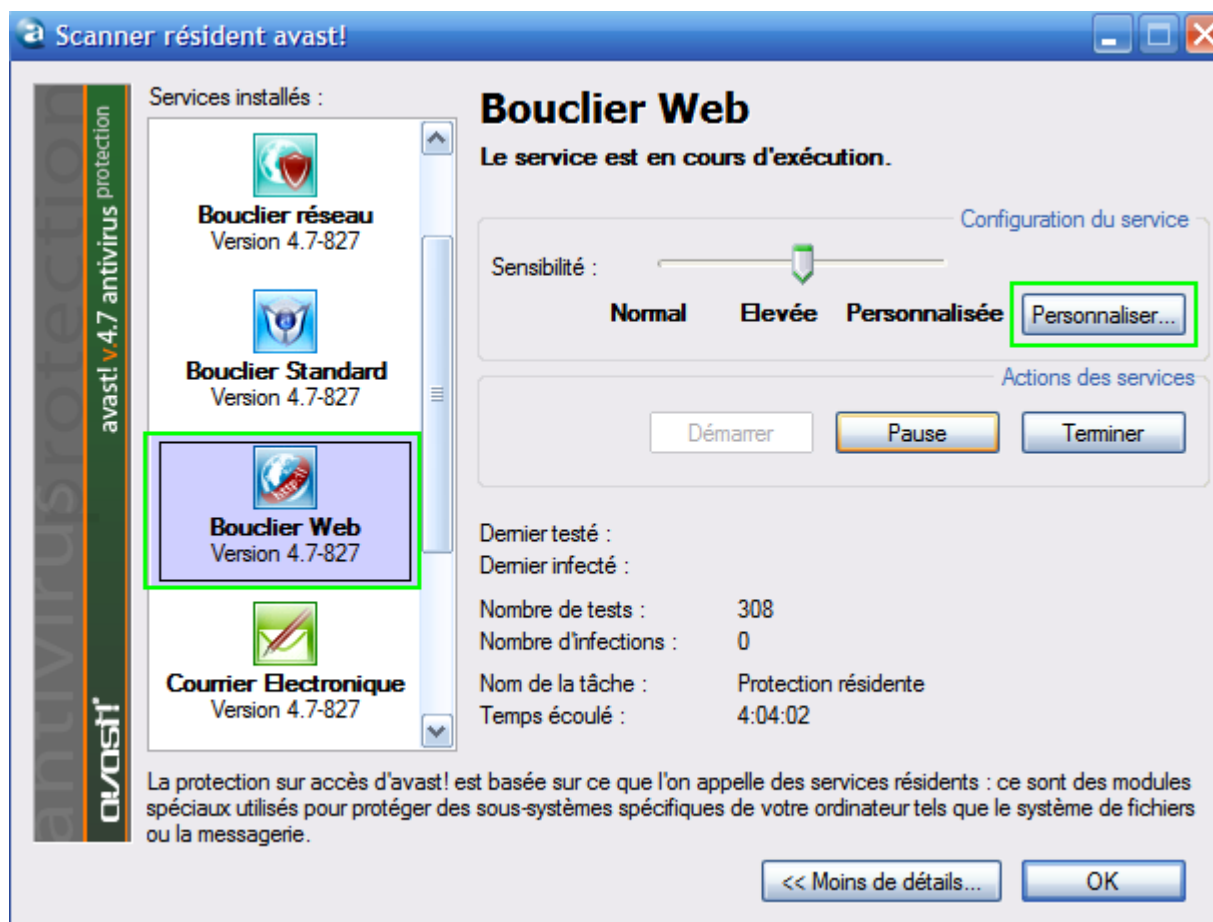 Scanner résident avast!
antivirusprotection
avast! v.4.7 antivirus protection
avast!
Services installés :
Bouclier réseau
Version 4.7-827
Bouclier Standard
Version 4.7-827
http://
Bouclier Web
Version 4.7-827
Courrier Electronique
Version 4.7-827
Bouclier Web
Le service est en cours d'exécution.
Configuration du service
Sensibilité :
Normal Elevée Personnalisée Personnaliser...
Actions des services
Démarrer Pause Terminer
Dernier testé :
Dernier infecté :
Nombre de tests : 308
Nombre d'infections : 0
Nom de la tâche : Protection résidente
Temps écoulé : 4:04:02
La protection sur accès d'avast! est basée sur ce que l'on appelle des services résidents : ce sont des modules
spéciaux utilisés pour protéger des sous-systèmes spécifiques de votre ordinateur tels que le système de fichiers
ou la messagerie.
<< Moins de détails... OK